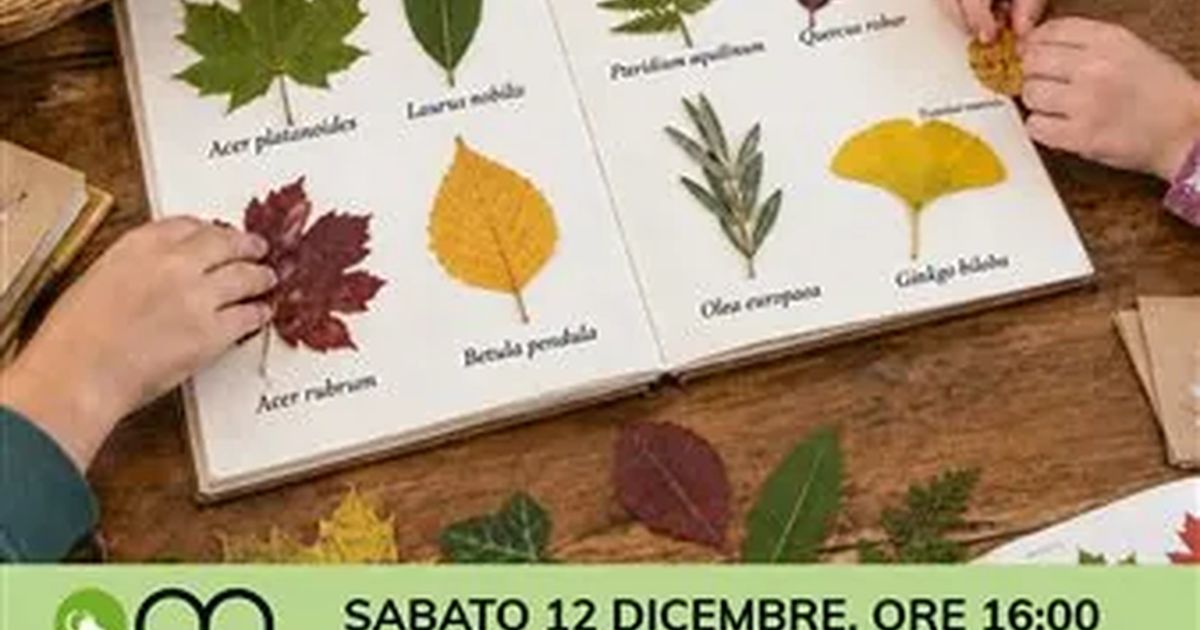 Acer platanoides
Laurus nobilis
Pteridium aquilinum
Quercus robur
Acer rubrum
Betula pendula
Olea europaea
Ginkgo biloba
SABATO 12 DICEMBRE, ORE 16:00